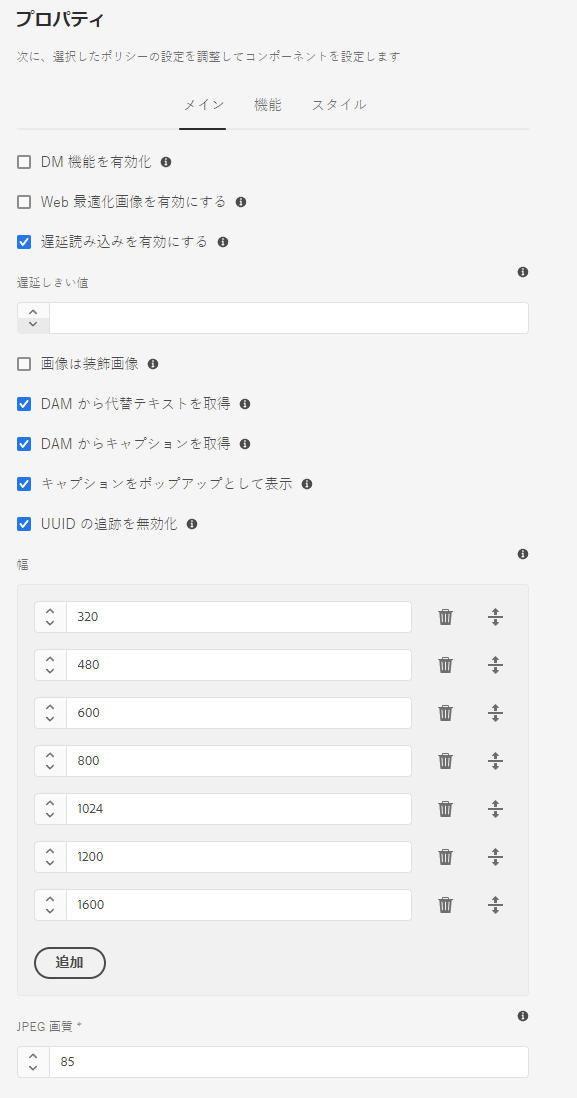 プロパティ
次に、選択したポリシーの設定を調整してコンポーネントを設定します
メイン 機能 スタイル
DM 機能を有効化
Web 最適化画像を有効にする
遅延読み込みを有効にする
遅延しきい値
画像は装飾画像
DAM から代替テキストを取得
DAM からキャプションを取得
キャプションをポップアップとして表示
UUID の追跡を無効化
幅
320
480
600
800
1024
1200
1600
追加
JPEG 画質 *
85